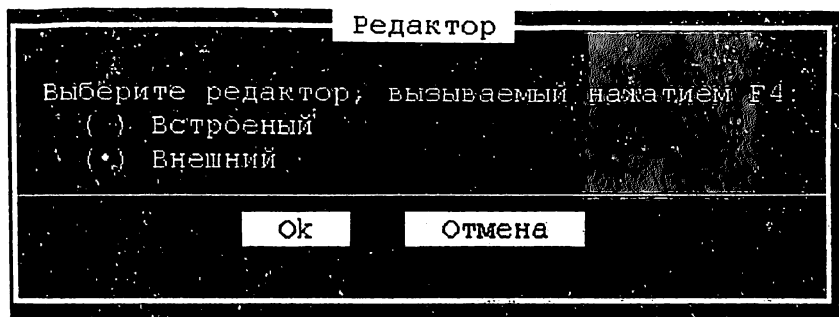 Редактор
Выберите редактор, вызываемый нажатием F4:
( ) Встроеный
(•) Внешний
Ok Отмена